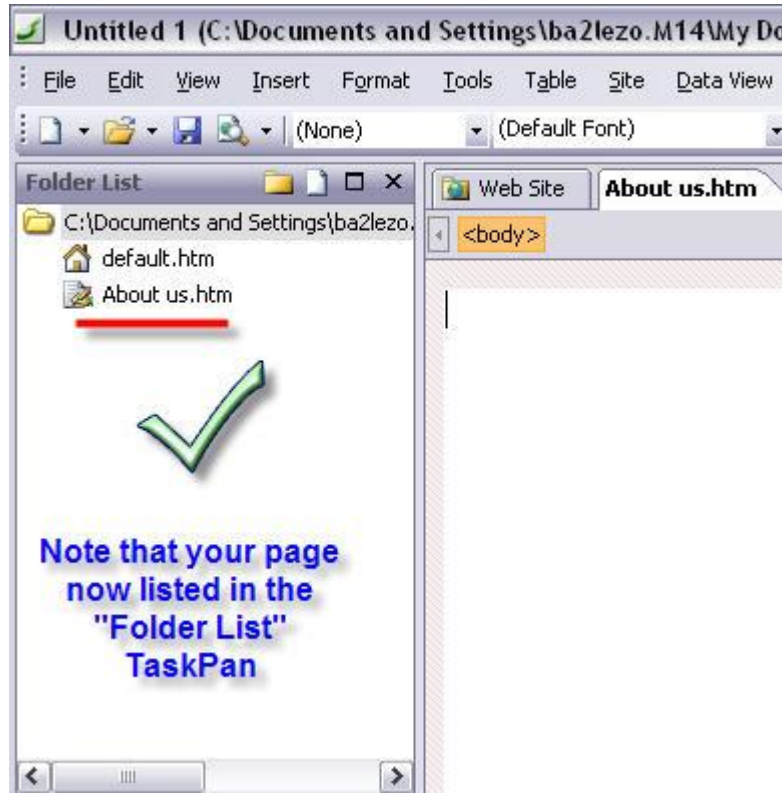 Untitled 1 (C:\Documents and Settings\ba2lezo.M14\My Do
File Edit View Insert Format Tools Table Site Data View
(None) (Default Font)
Folder List
Web Site About us.htm
C:\Documents and Settings\ba2lezo.
<body>
default.htm
About us.htm
Note that your page
now listed in the
"Folder List"
TaskPan